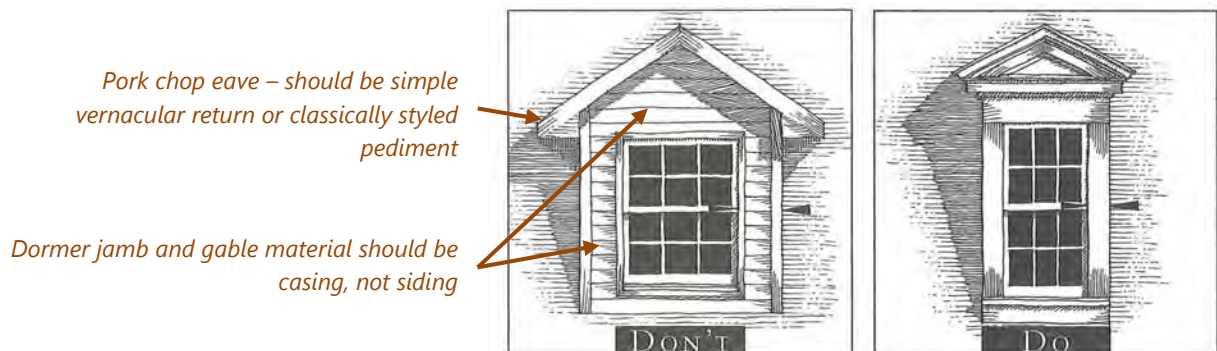 Pork chop eave – should be simple
vernacular return or classically styled
pediment
Dormer jamb and gable material should be
casing, not siding
DON'T
DO